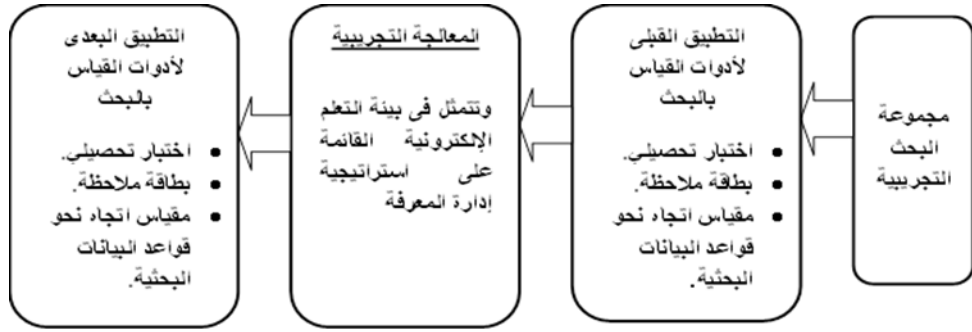 مجموعة
البحث
التجريبية
التطبيق القبلى
لأدوات القياس
بالبحث
• اختبار تحصيلي.
• بطاقة ملاحظة.
• مقياس اتجاه نحو
قواعد البيانات
البحثية.
المعالجة التجريبية
وتتمثل فى بيئة التعلم
الإلكترونية القائمة
على استراتيجية
إدارة المعرفة
التطبيق البعدى
لأدوات القياس
بالبحث
• اختبار تحصيلي.
• بطاقة ملاحظة.
• مقياس اتجاه نحو
قواعد البيانات
البحثية.